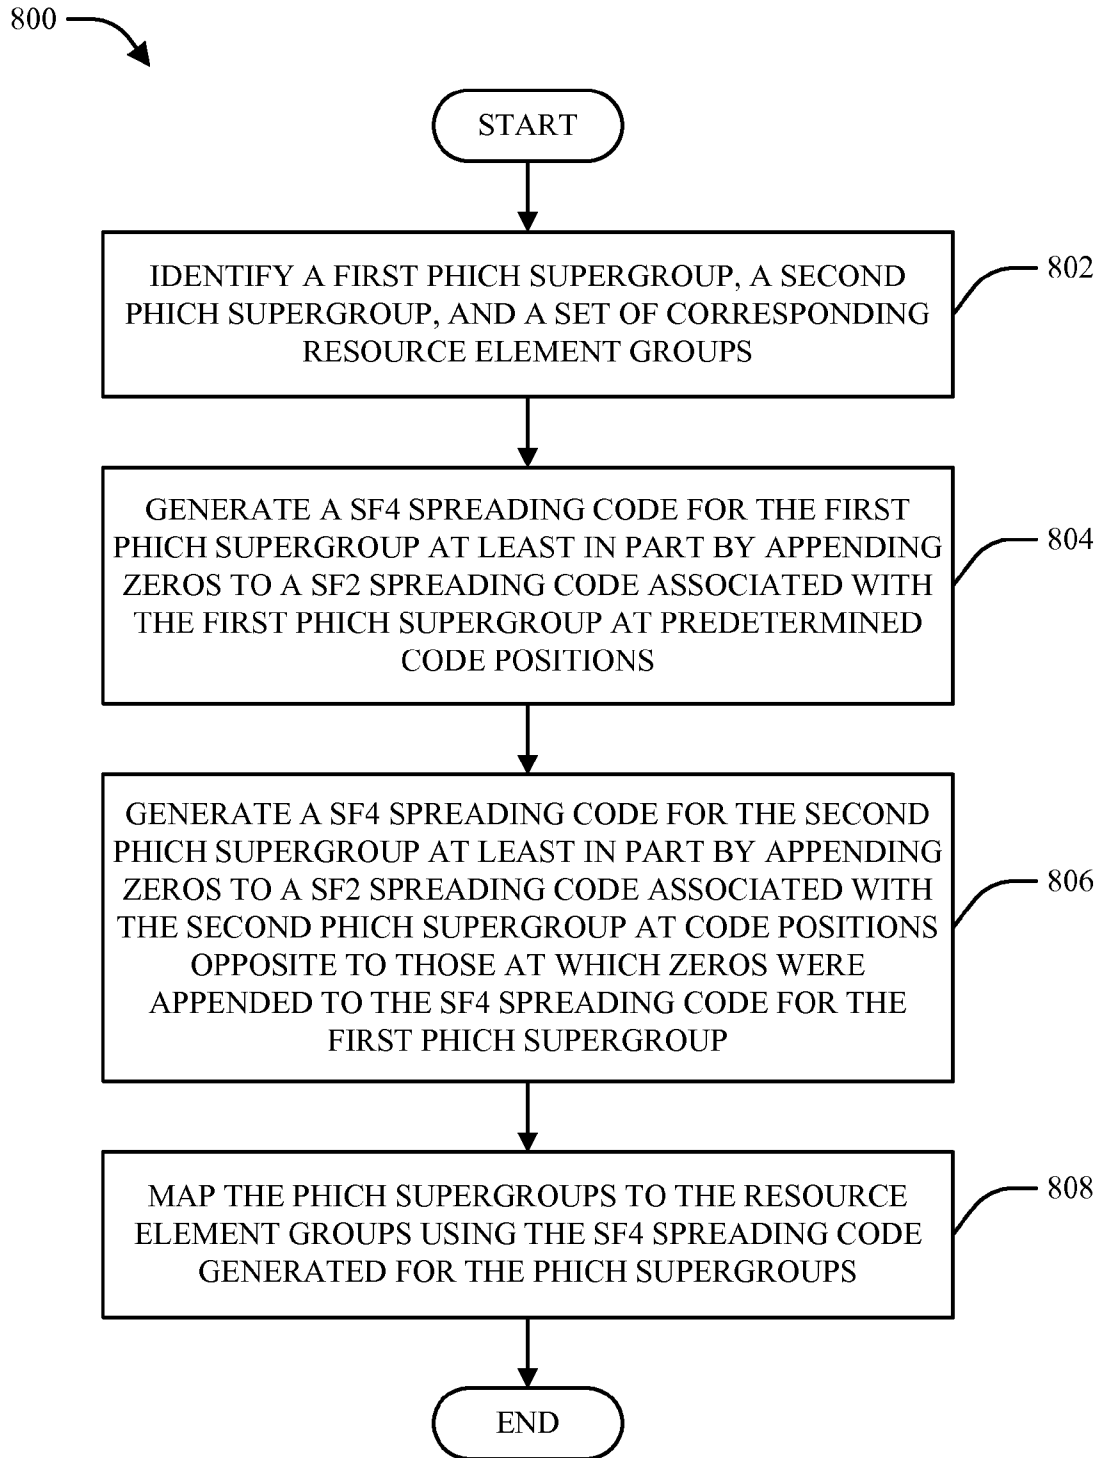 800
START
IDENTIFY A FIRST PHICH SUPERGROUP, A SECOND
PHICH SUPERGROUP, AND A SET OF CORRESPONDING
RESOURCE ELEMENT GROUPS
802
GENERATE A SF4 SPREADING CODE FOR THE FIRST
PHICH SUPERGROUP AT LEAST IN PART BY APPENDING
ZEROS TO A SF2 SPREADING CODE ASSOCIATED WITH
THE FIRST PHICH SUPERGROUP AT PREDETERMINED
CODE POSITIONS
804
GENERATE A SF4 SPREADING CODE FOR THE SECOND
PHICH SUPERGROUP AT LEAST IN PART BY APPENDING
ZEROS TO A SF2 SPREADING CODE ASSOCIATED WITH
THE SECOND PHICH SUPERGROUP AT CODE POSITIONS
OPPOSITE TO THOSE AT WHICH ZEROS WERE
APPENDED TO THE SF4 SPREADING CODE FOR THE
FIRST PHICH SUPERGROUP
806
MAP THE PHICH SUPERGROUPS TO THE RESOURCE
ELEMENT GROUPS USING THE SF4 SPREADING CODE
GENERATED FOR THE PHICH SUPERGROUPS
808
END